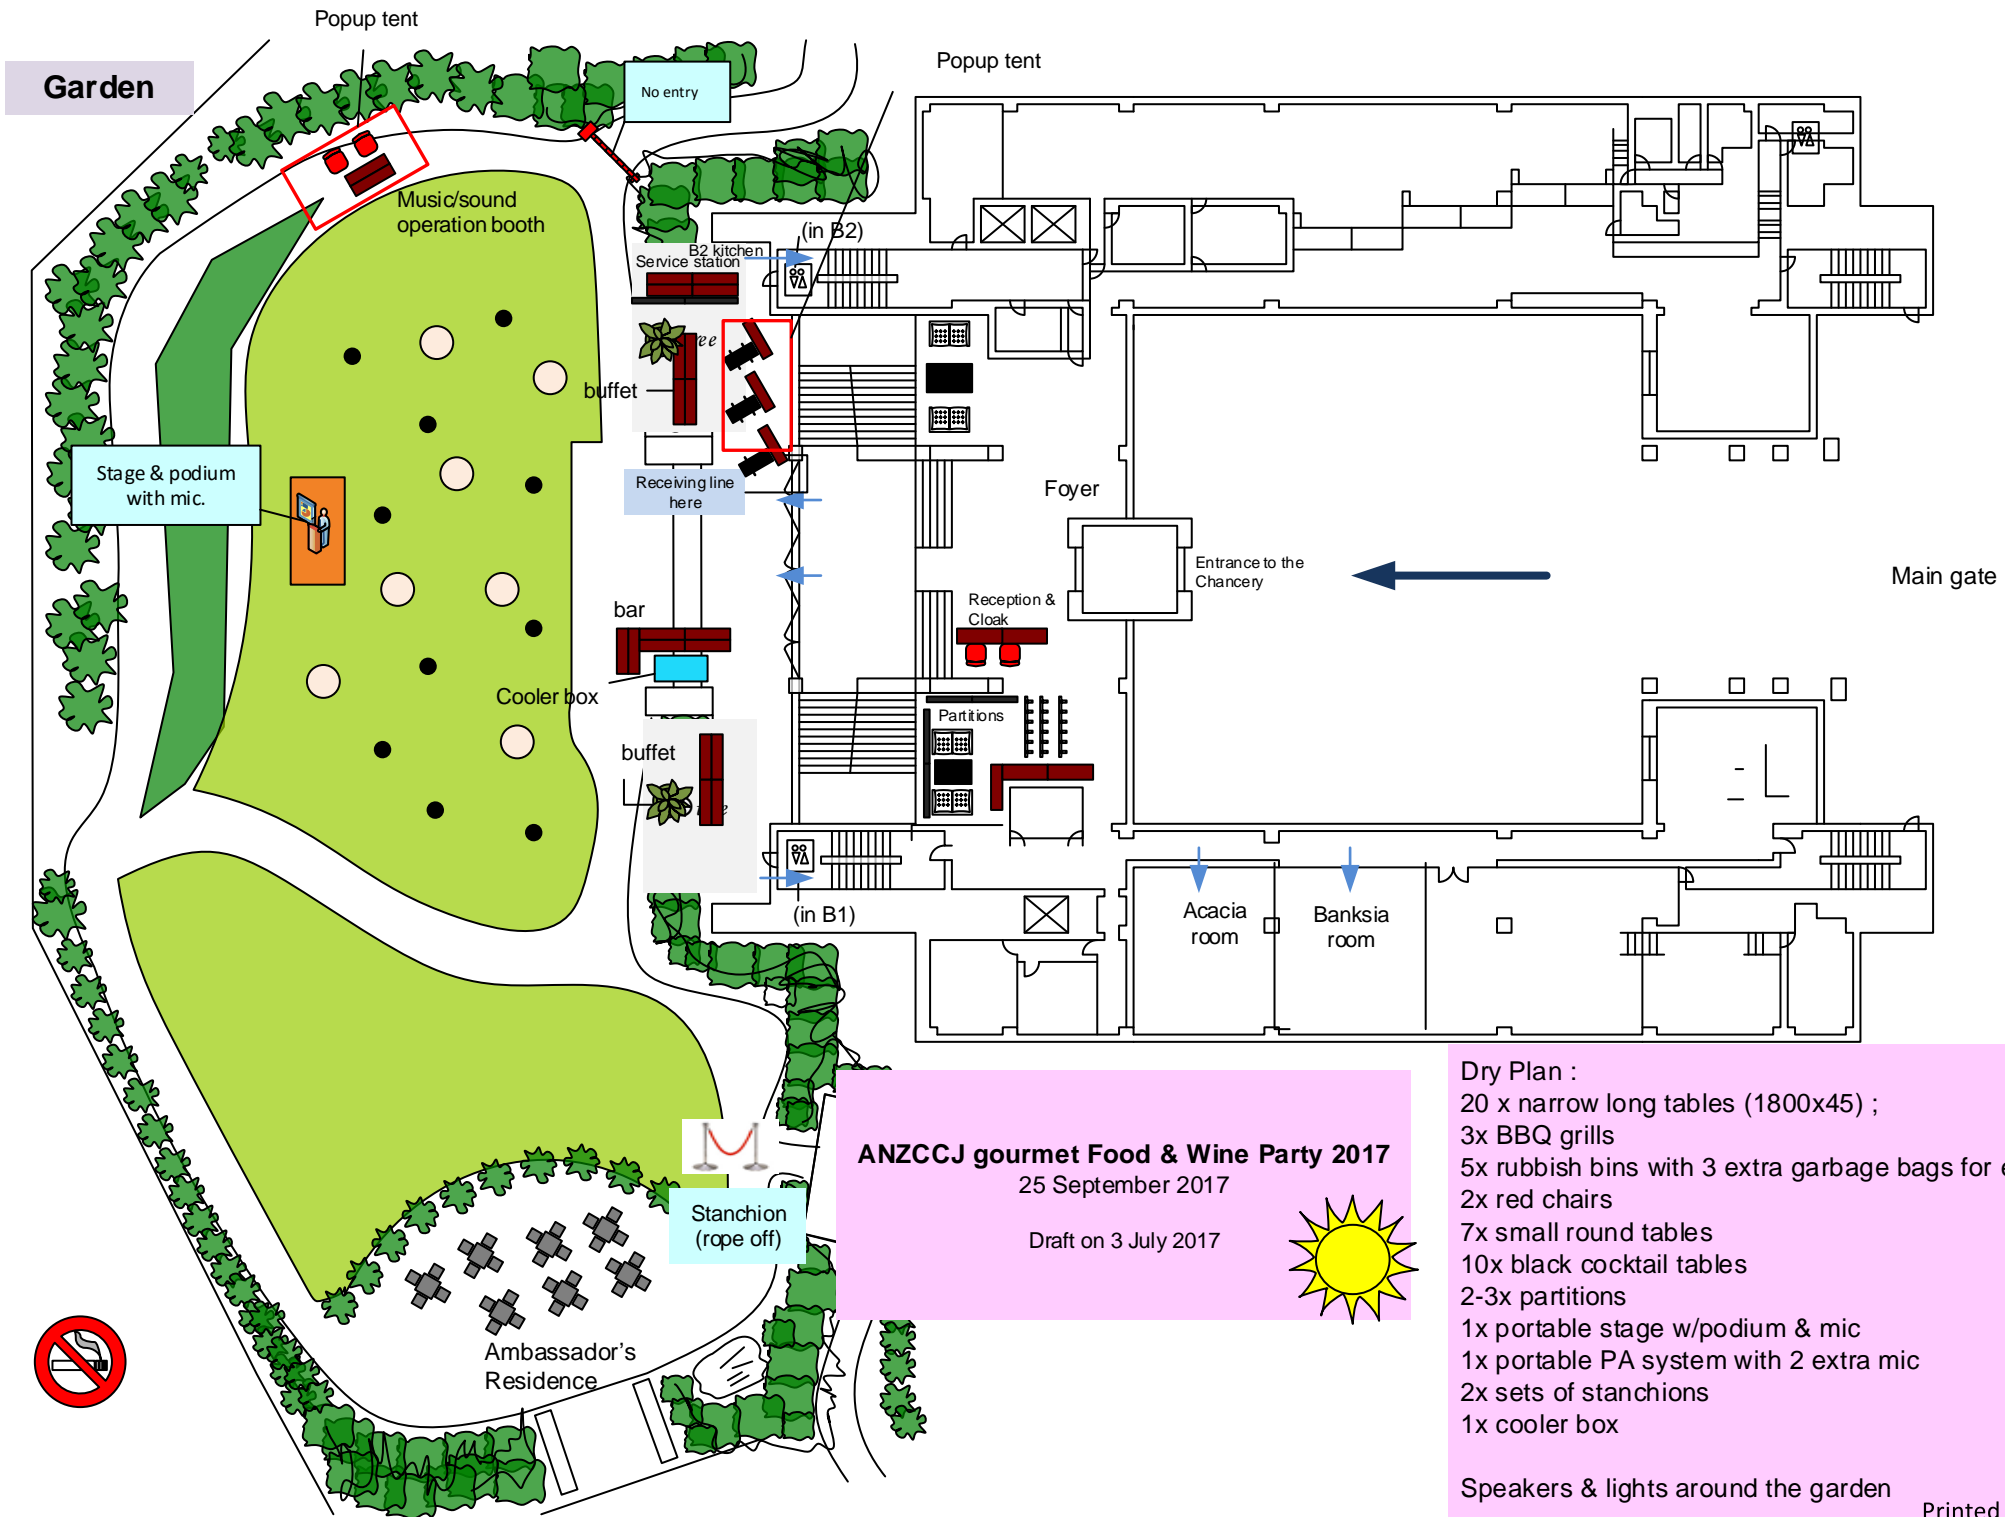 Popup tent
Popup tent
Garden
No entry
Music/sound
operation booth
(in B2)
B2 kitchen
Service station
ree
buffet
Stage & podium
with mic.
Receiving line
here
Foyer
Entrance to the
Chancery
Main gate
Reception &
Cloak
bar
Cooler box
Partitions
buffet
(in B1)
Acacia
room
Banksia
room
Stanchion
(rope off)
Ambassador's
Residence
ANZCCJ gourmet Food & Wine Party 2017
25 September 2017
Draft on 3 July 2017
Dry Plan :
20 x narrow long tables (1800x45) ;
3x BBQ grills
5x rubbish bins with 3 extra garbage bags for e
2x red chairs
7x small round tables
10x black cocktail tables
2-3x partitions
1x portable stage w/podium & mic
1x portable PA system with 2 extra mic
2x sets of stanchions
1x cooler box
Speakers & lights around the garden
Printed